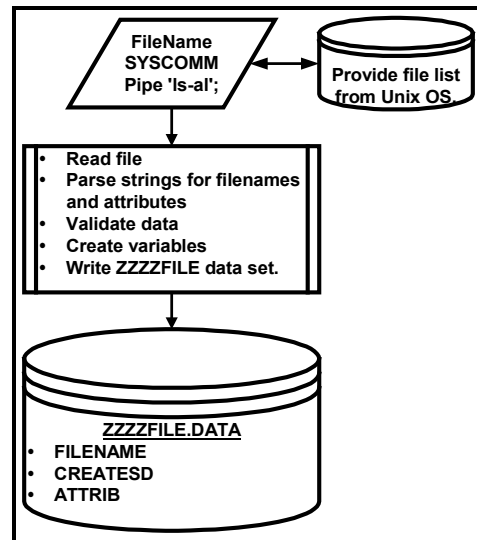 FileName
SYSCOMM
Pipe 'ls-al';
Provide file list
from Unix OS.
• Read file
• Parse strings for filenames
and attributes
• Validate data
• Create variables
• Write ZZZZFILE data set.
ZZZZFILE.DATA
• FILENAME
• CREATESD
• ATTRIB